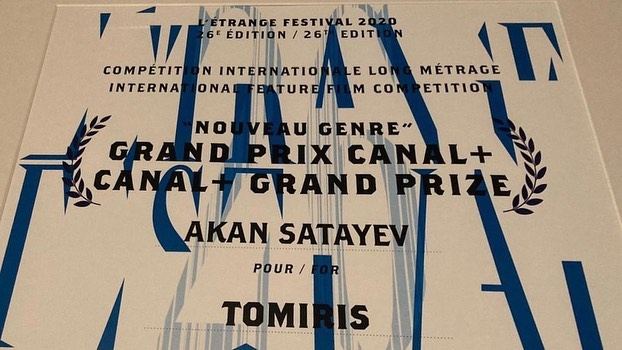 L'ÉTRANGE FESTIVAL 2020
26E ÉDITION / 26TH EDITION
COMPÉTITION INTERNATIONALE LONG MÉTRAGE
INTERNATIONAL FEATURE FILM COMPETITION
"NOUVEAU GENRE"
GRAND PRIX CANAL+
CANAL+ GRAND PRIZE
AKAN SATAYEV
POUR / FOR
TOMIRIS